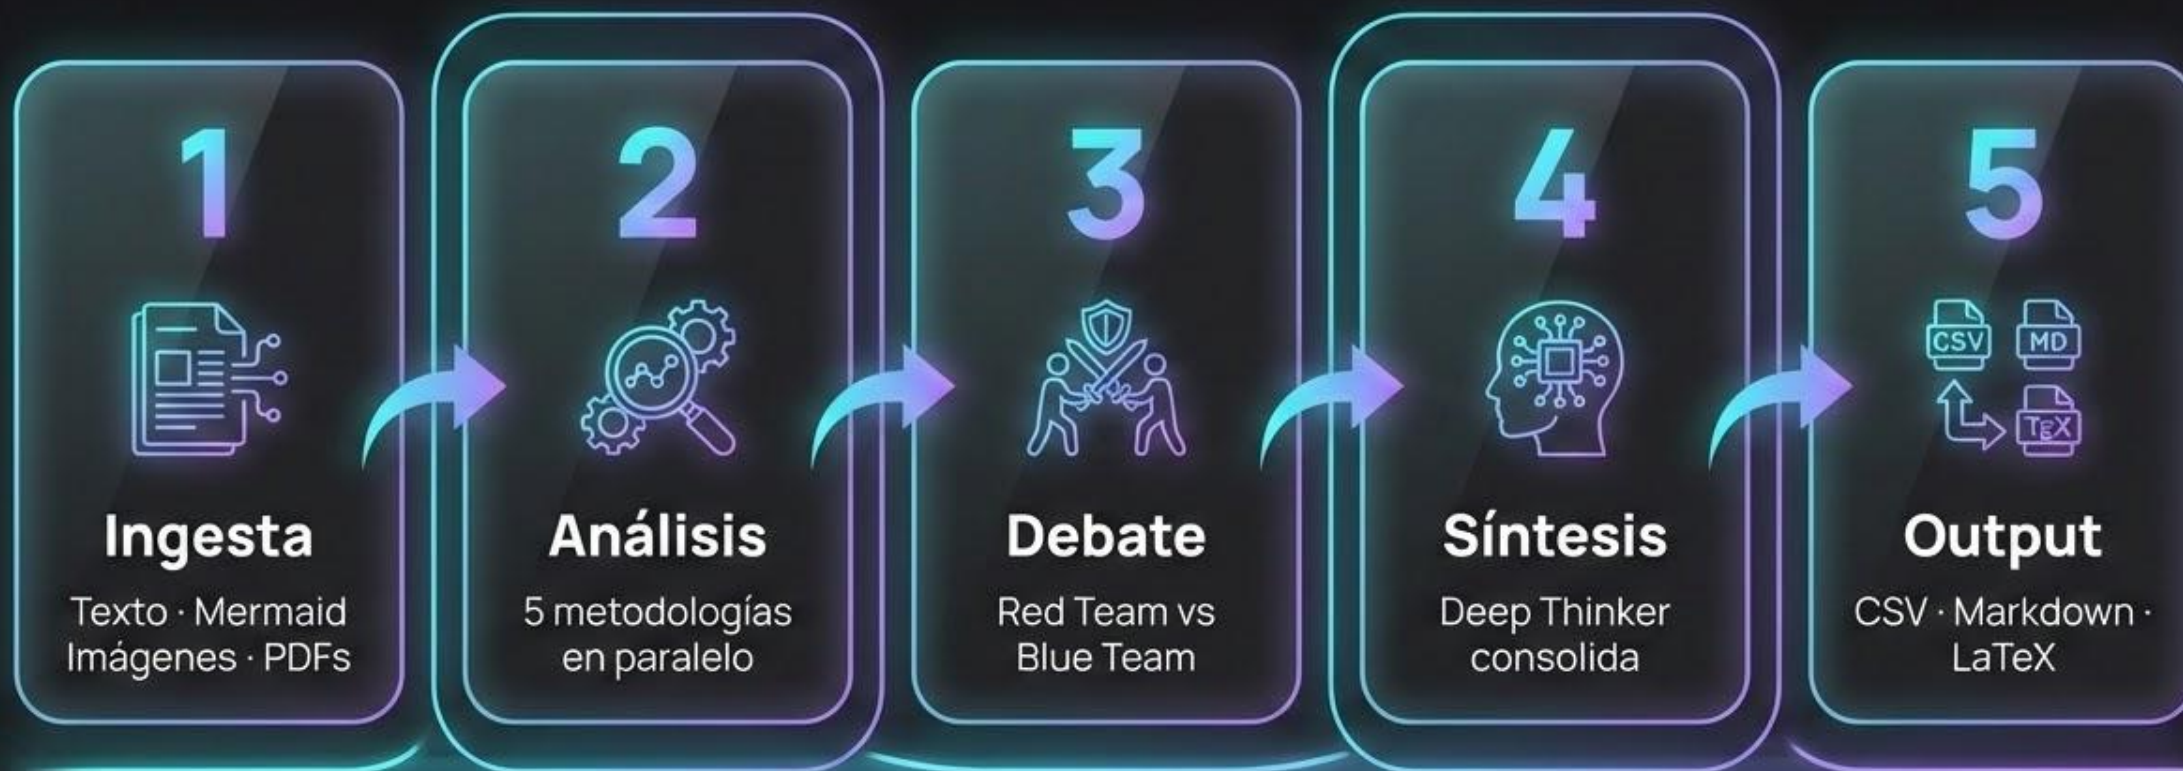 1
Ingesta
Texto · Mermaid
Imágenes · PDFs
2
Análisis
5 metodologías
en paralelo
3
Debate
Red Team vs
Blue Team
4
Síntesis
Deep Thinker
consolida
5
CSV
MD
TEX
Output
CSV · Markdown ·
LaTeX